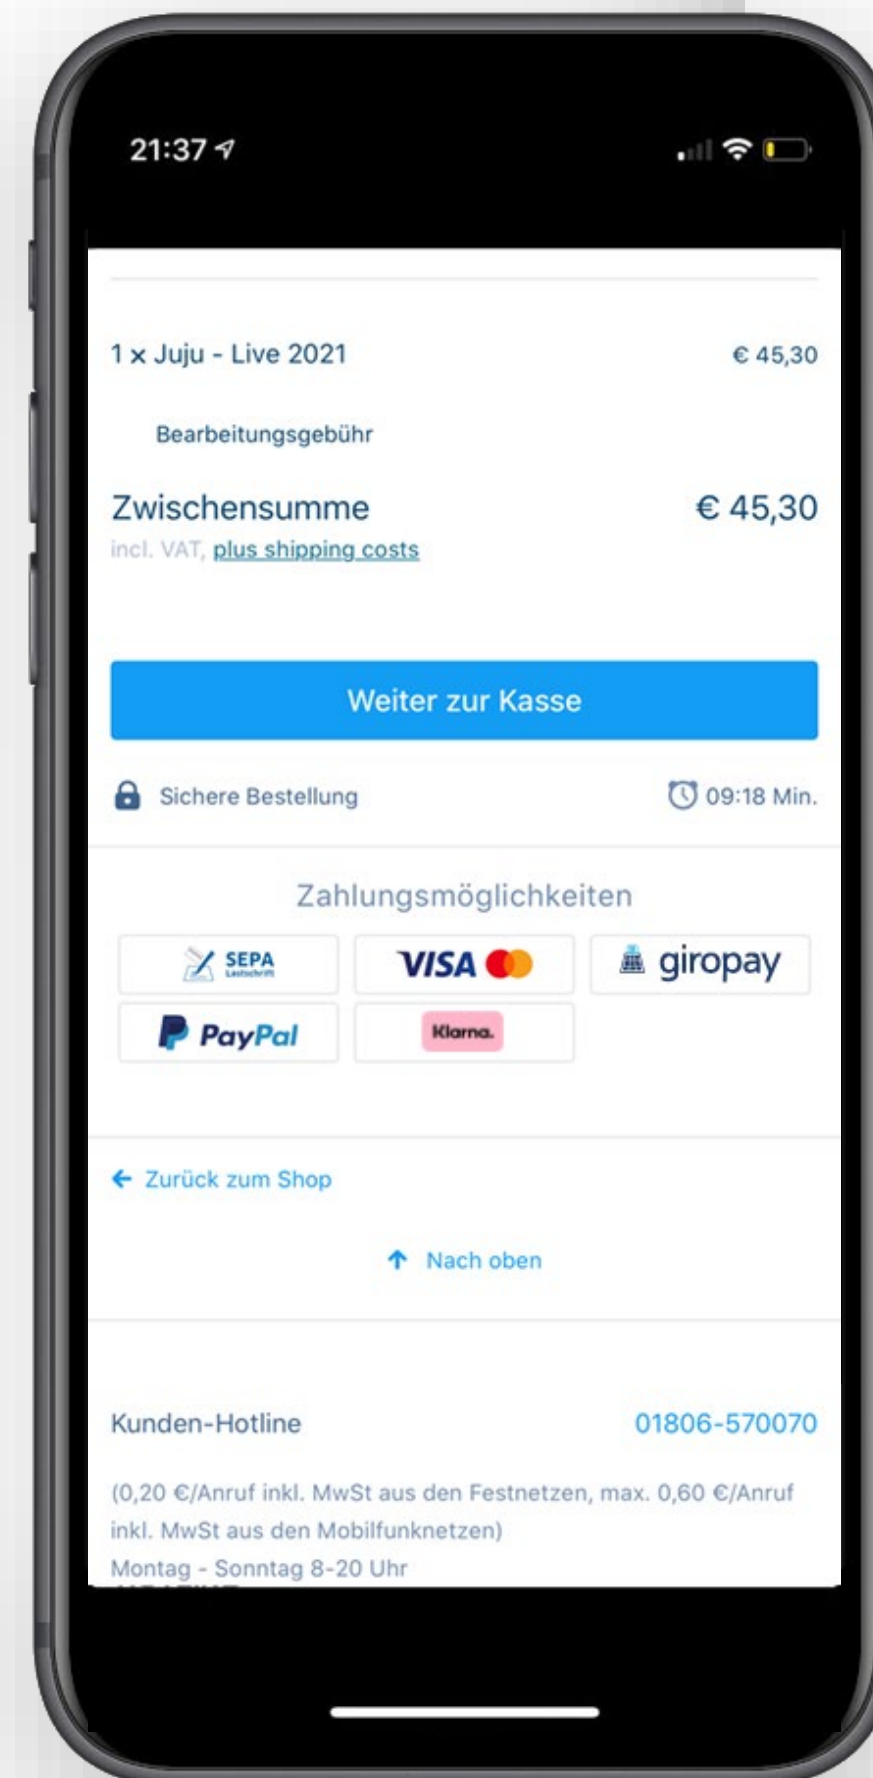 21:37
1 x Juju - Live 2021 € 45,30
Bearbeitungsgebühr
Zwischensumme € 45,30
incl. VAT, plus shipping costs
Weiter zur Kasse
Sichere Bestellung 09:18 Min.
Zahlungsmöglichkeiten
SEPA Lastschrift VISA giropay
PayPal Klarna.
← Zurück zum Shop
↑ Nach oben
Kunden-Hotline 01806-570070
(0,20 €/Anruf inkl. MwSt aus den Festnetzen, max. 0,60 €/Anruf
inkl. MwSt aus den Mobilfunknetzen)
Montag - Sonntag 8-20 Uhr